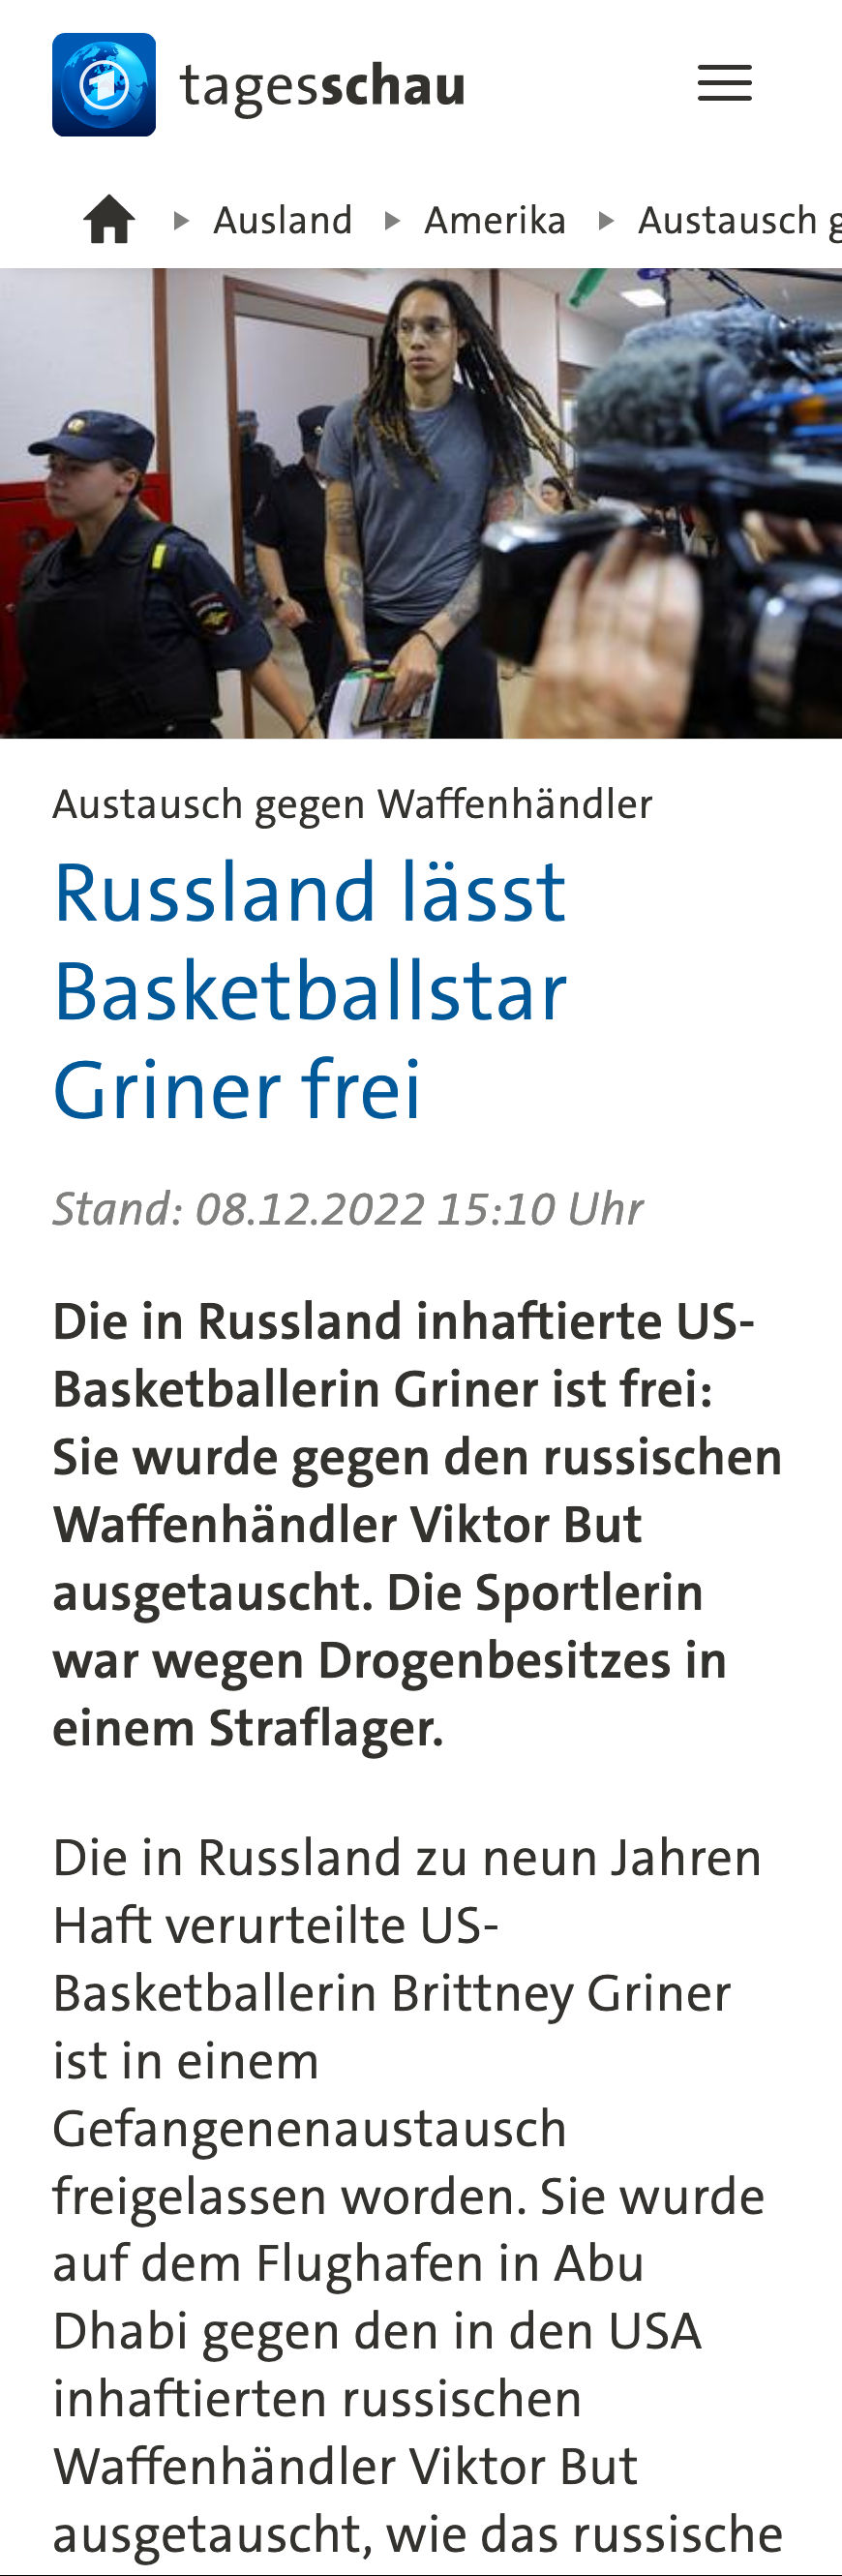 tagesschau
Ausland Amerika Austausch g
Austausch gegen Waffenhändler
Russland lässt
Basketballstar
Griner frei
Stand: 08.12.2022 15:10 Uhr
Die in Russland inhaftierte US-
Basketballerin Griner ist frei:
Sie wurde gegen den russischen
Waffenhändler Viktor But
ausgetauscht. Die Sportlerin
war wegen Drogenbesitzes in
einem Straflager.
Die in Russland zu neun Jahren
Haft verurteilte US-
Basketballerin Brittney Griner
ist in einem
Gefangenenaustausch
freigelassen worden. Sie wurde
auf dem Flughafen in Abu
Dhabi gegen den in den USA
inhaftierten russischen
Waffenhändler Viktor But
ausgetauscht, wie das russische